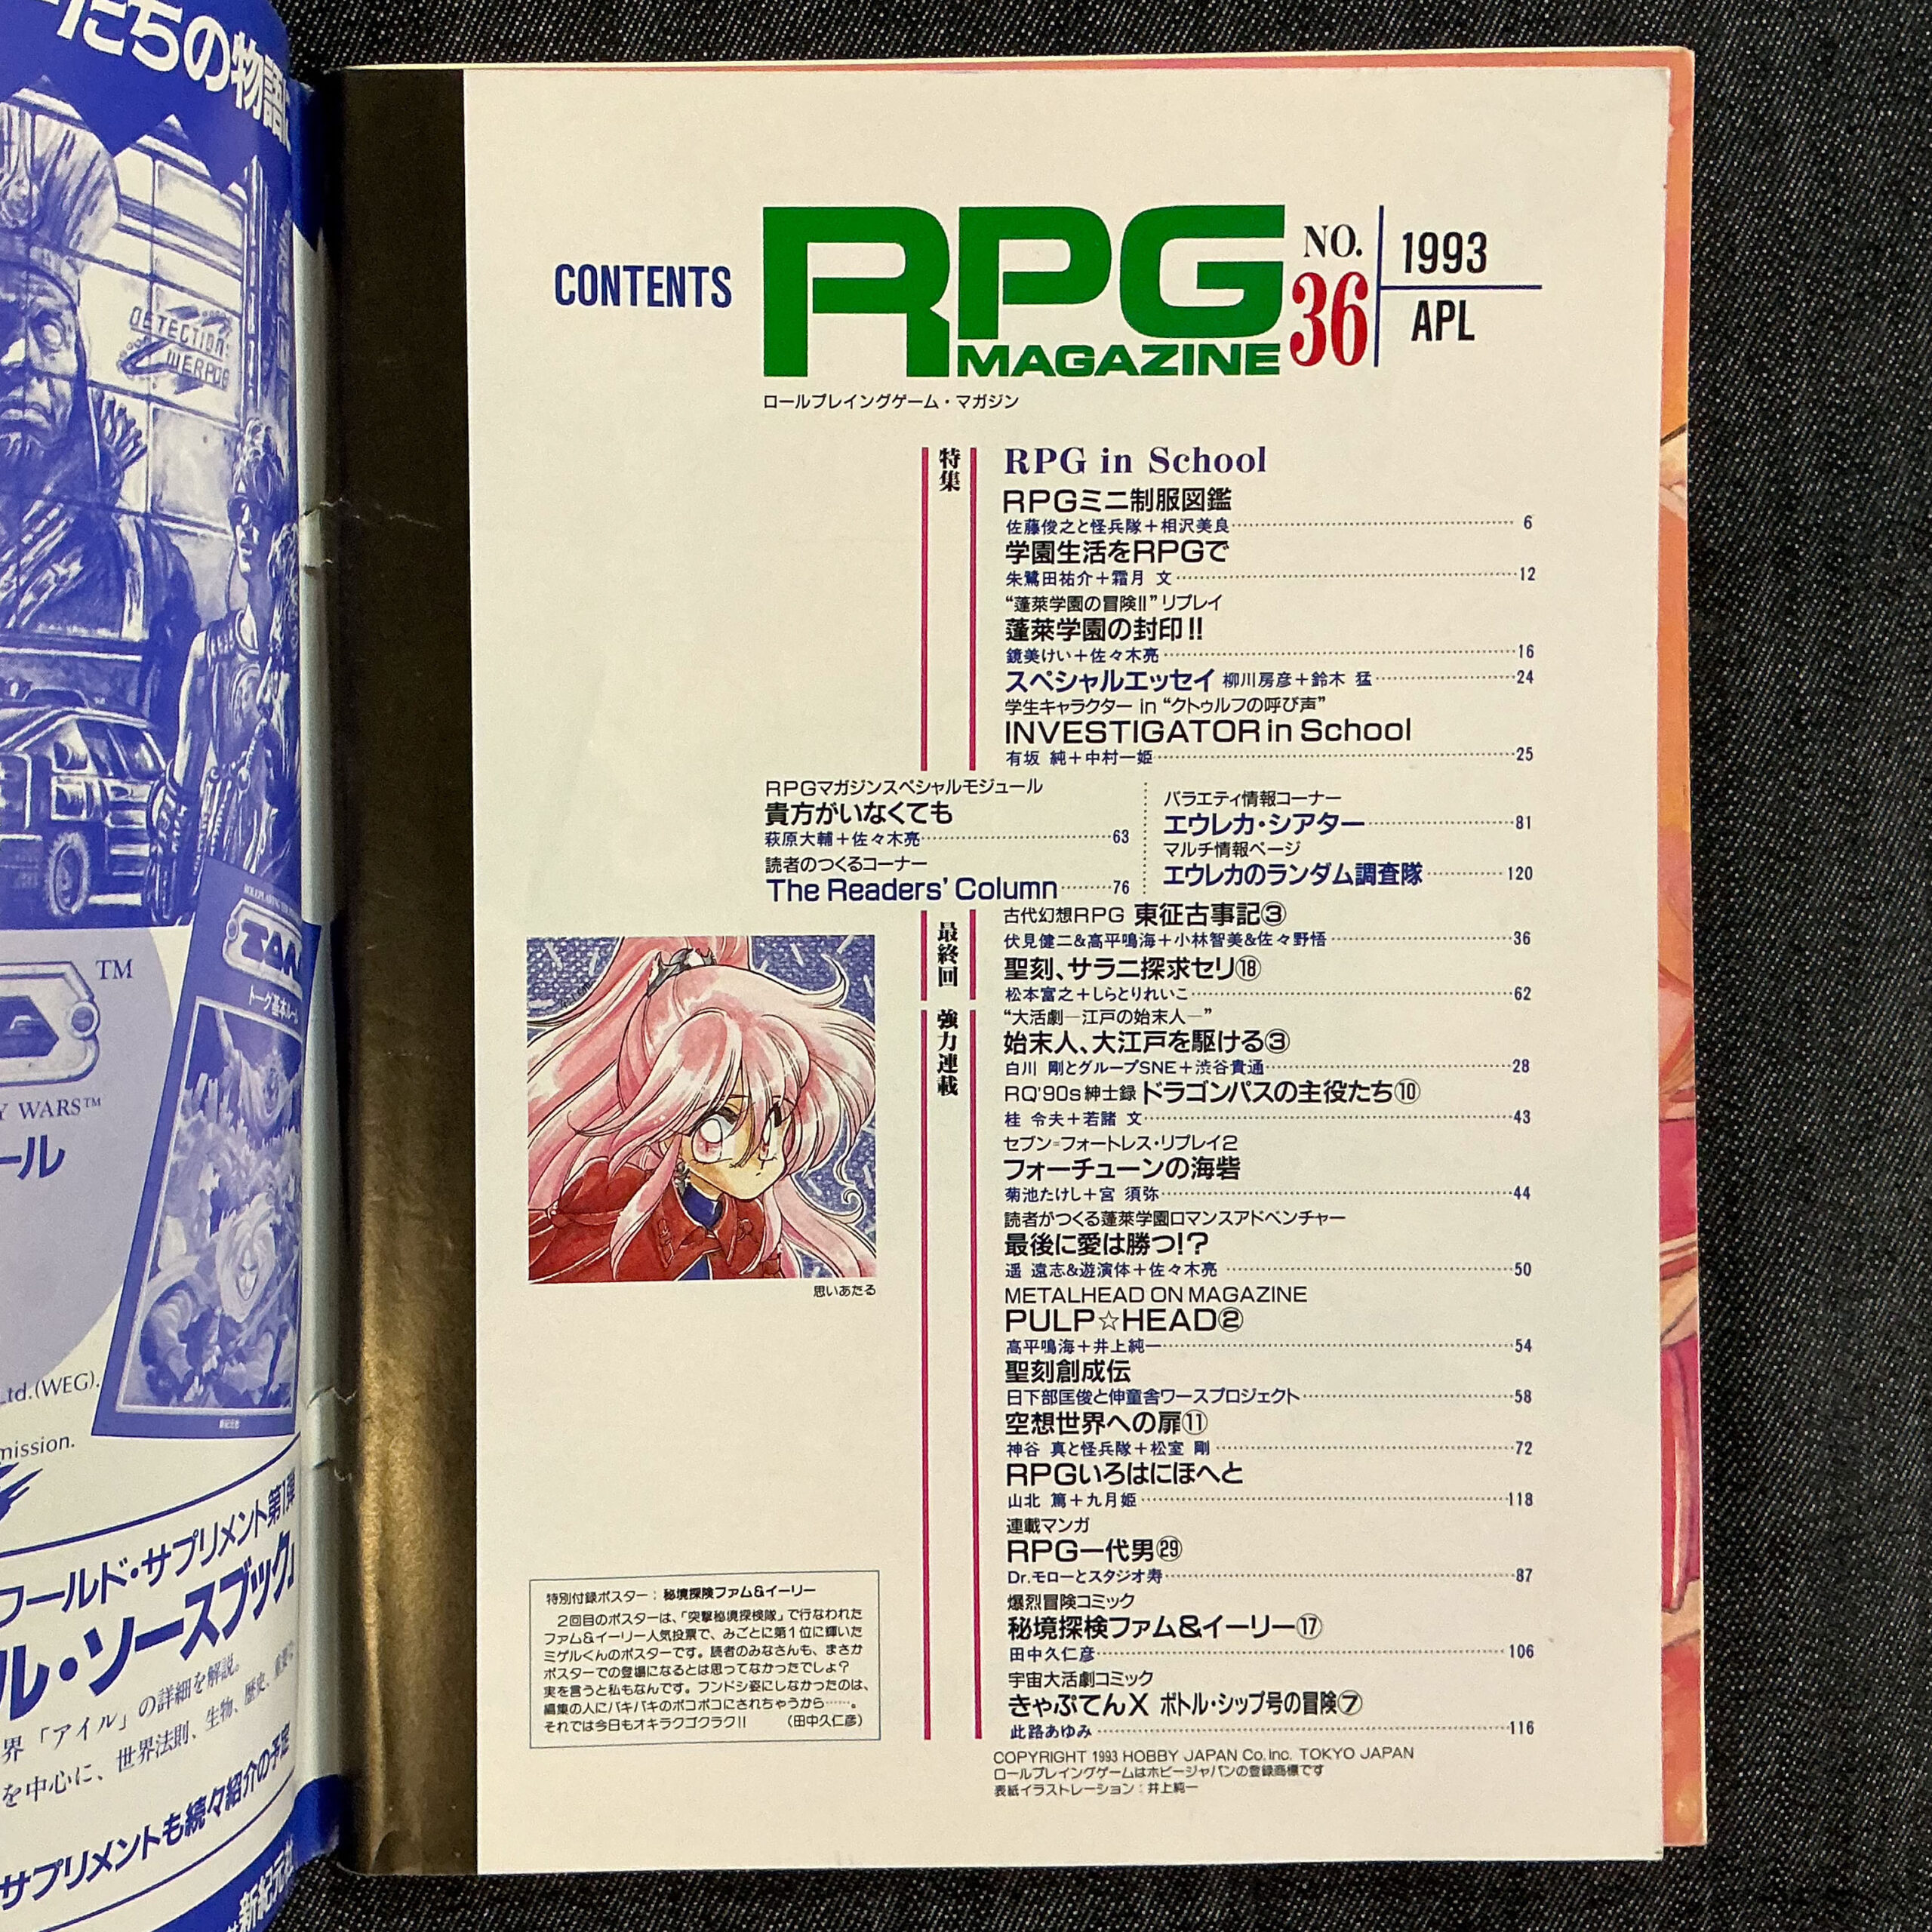 たちの物語
DETECTION:
TM
Y WARS™
ール
トーグ基本ルール
Ltd.(WEG).
mission.
ワールド・サプリメント第1弾
ル・ソースブック』
界「アイル」の詳細を解説。
を中心に、世界法則、生物、歴史、重要な
サプリメントも続々紹介の予定
新紀元社
CONTENTS
RPG
MAGAZINE
NO.
36
1993
APL
ロールプレイングゲーム・マガジン
特集
RPG in School
RPGミニ制服図鑑
佐藤俊之と怪兵隊+相沢美良 6
学園生活をRPGで
朱鷺田祐介+霜月 文 12
“蓬萊学園の冒険!!”リプレイ
蓬萊学園の封印!!
鏡美けい+佐々木亮 16
スペシャルエッセイ 柳川房彦+鈴木 猛 24
学生キャラクター in “クトゥルフの呼び声”
INVESTIGATOR in School
有坂 純+中村一姫 25
RPGマガジンスペシャルモジュール
貴方がいなくても
萩原大輔+佐々木亮 63
読者のつくるコーナー
The Readers' Column 76
バラエティ情報コーナー
エウレカ・シアター 81
マルチ情報ページ
エウレカのランダム調査隊 120
最終回
古代幻想RPG 東征古事記③
伏見健二&高平鳴海+小林智美&佐々野悟 36
聖刻、サラニ探求セリ⑱
松本富之+しらとりれいこ 62
強力連載
“大活劇―江戸の始末人―”
始末人、大江戸を駆ける③
白川 剛とグループSNE+渋谷貴通 28
RQ'90s紳士録 ドラゴンパスの主役たち⑩
桂 令夫+若諸 文 43
セブン=フォートレス・リプレイ2
フォーチューンの海砦
菊池たけし+宮 須弥 44
読者がつくる蓬萊学園ロマンスアドベンチャー
最後に愛は勝つ!?
遥 遠志&遊演体+佐々木亮 50
METALHEAD ON MAGAZINE
PULP☆HEAD②
高平鳴海+井上純一 54
聖刻創成伝
日下部匡俊と伸童舎ワースプロジェクト 58
空想世界への扉⑪
神谷 真と怪兵隊+松室 剛 72
RPGいろはにほへと
山北 篤+九月姫 118
連載マンガ
RPG一代男㉙
Dr.モローとスタジオ寿 87
爆烈冒険コミック
秘境探検ファム&イーリー⑰
田中久仁彦 106
宇宙大活劇コミック
きゃぷてんX ボトル・シップ号の冒険⑦
此路あゆみ 116
思いあたる
特別付録ポスター：秘境探険ファム&イーリー
2回目のポスターは、「突撃秘境探検隊」で行なわれた
ファム&イーリー人気投票で、みごとに第1位に輝いた
ミゲルくんのポスターです。読者のみなさんも、まさか
ポスターでの登場になるとは思ってなかったでしょ?
実を言うと私もなんです。フンドシ姿にしなかったのは、
編集の人にバキバキのボコボコにされちゃうから……。
それでは今日もオキラクゴクラク!! (田中久仁彦)
COPYRIGHT 1993 HOBBY JAPAN Co. Inc. TOKYO JAPAN
ロールプレイングゲームはホビージャパンの登録商標です
表紙イラストレーション：井上純一